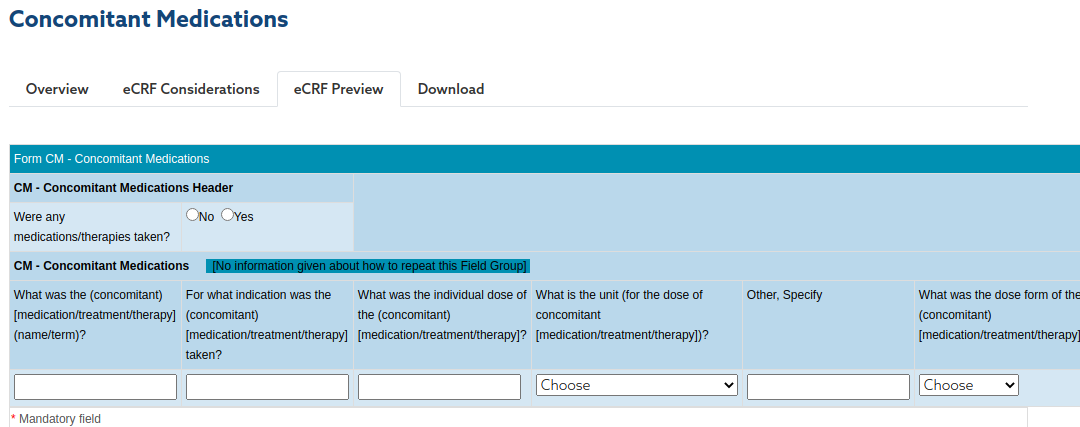 Concomitant Medications
Overview eCRF Considerations eCRF Preview Download
Form CM - Concomitant Medications
CM - Concomitant Medications Header
Were any
medications/therapies taken?
No Yes
CM - Concomitant Medications [No information given about how to repeat this Field Group]
What was the (concomitant)
[medication/treatment/therapy]
(name/term)?
For what indication was the
(concomitant)
[medication/treatment/therapy]
taken?
What was the individual dose of
the (concomitant)
[medication/treatment/therapy]?
What is the unit (for the dose of
concomitant
[medication/treatment/therapy])?
Other, Specify
What was the dose form of the
(concomitant)
[medication/treatment/therapy]
Choose
Choose
* Mandatory field